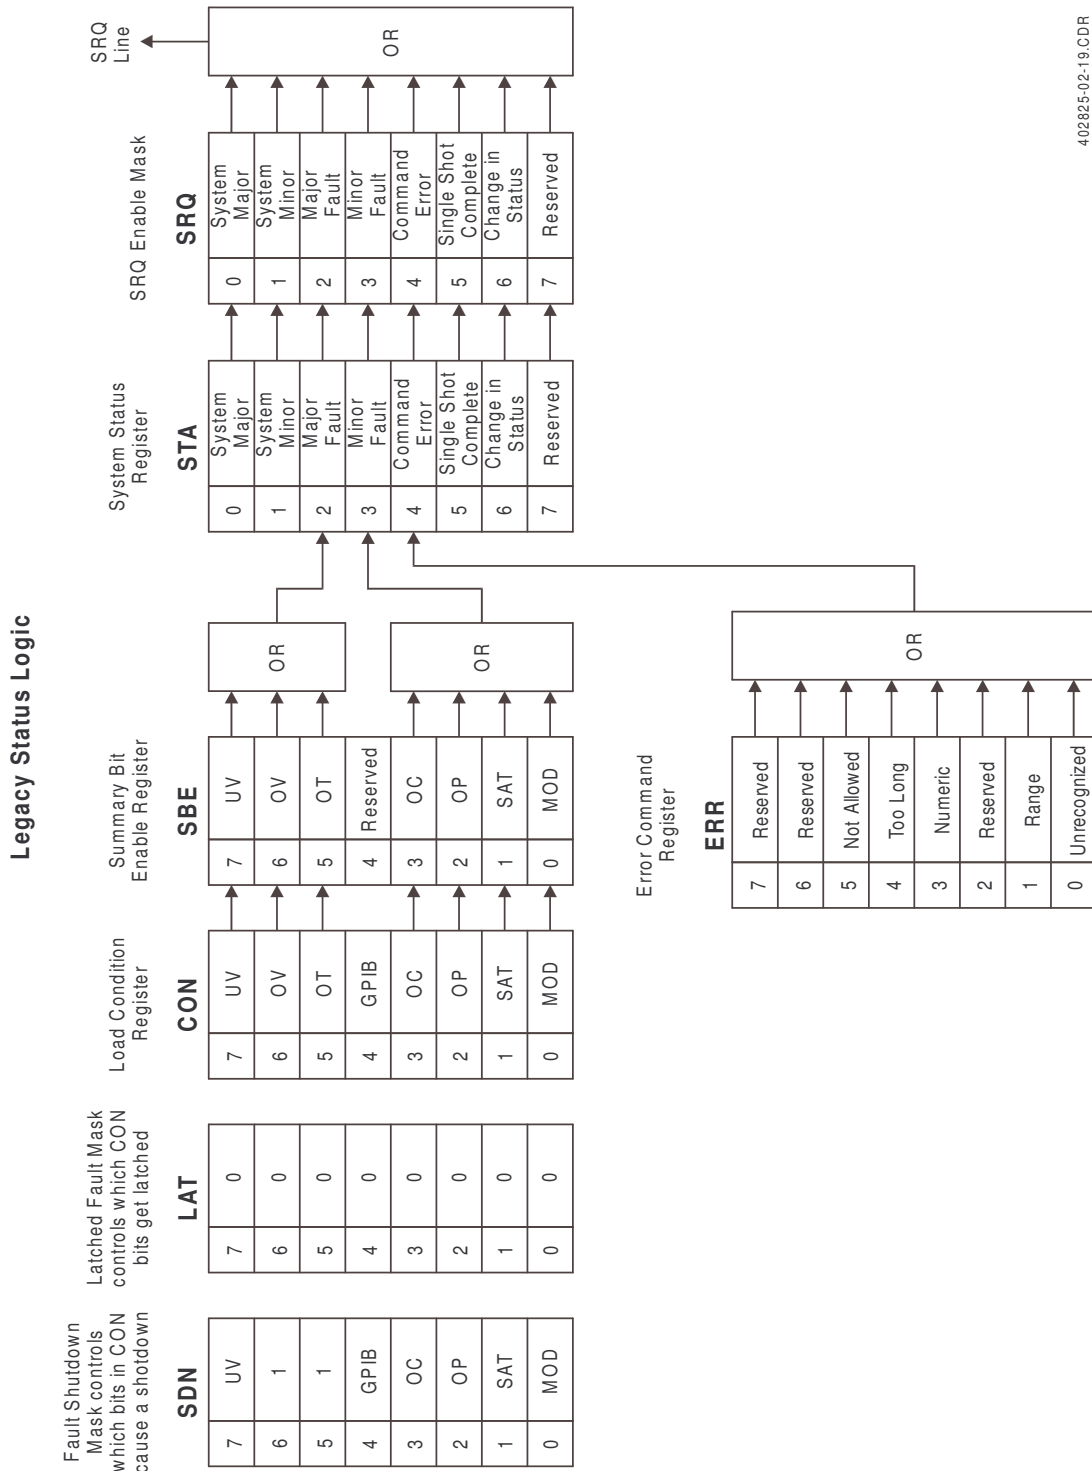 Legacy Status Logic
Fault Shutdown
Mask controls
which bits in CON
cause a shotdown
SDN
7 UV
6 1
5 1
4 GPIB
3 OC
2 OP
1 SAT
0 MOD
Latched Fault Mask
controls which CON
bits get latched
LAT
7 0
6 0
5 0
4 0
3 0
2 0
1 0
0 0
Load Condition
Register
CON
7 UV
6 OV
5 OT
4 GPIB
3 OC
2 OP
1 SAT
0 MOD
Summary Bit
Enable Register
SBE
7 UV
6 OV
5 OT
4 Reserved
3 OC
2 OP
1 SAT
0 MOD
OR
OR
System Status
Register
STA
0 System
Major
1 System
Minor
2 Major
Fault
3 Minor
Fault
4 Command
Error
5 Single Shot
Complete
6 Change in
Status
7 Reserved
SRQ Enable Mask
SRQ
0 System
Major
1 System
Minor
2 Major
Fault
3 Minor
Fault
4 Command
Error
5 Single Shot
Complete
6 Change in
Status
7 Reserved
OR
SRQ
Line
Error Command
Register
ERR
7 Reserved
6 Reserved
5 Not Allowed
4 Too Long
3 Numeric
2 Reserved
1 Range
0 Unrecognized
OR
402825-02-19.CDR